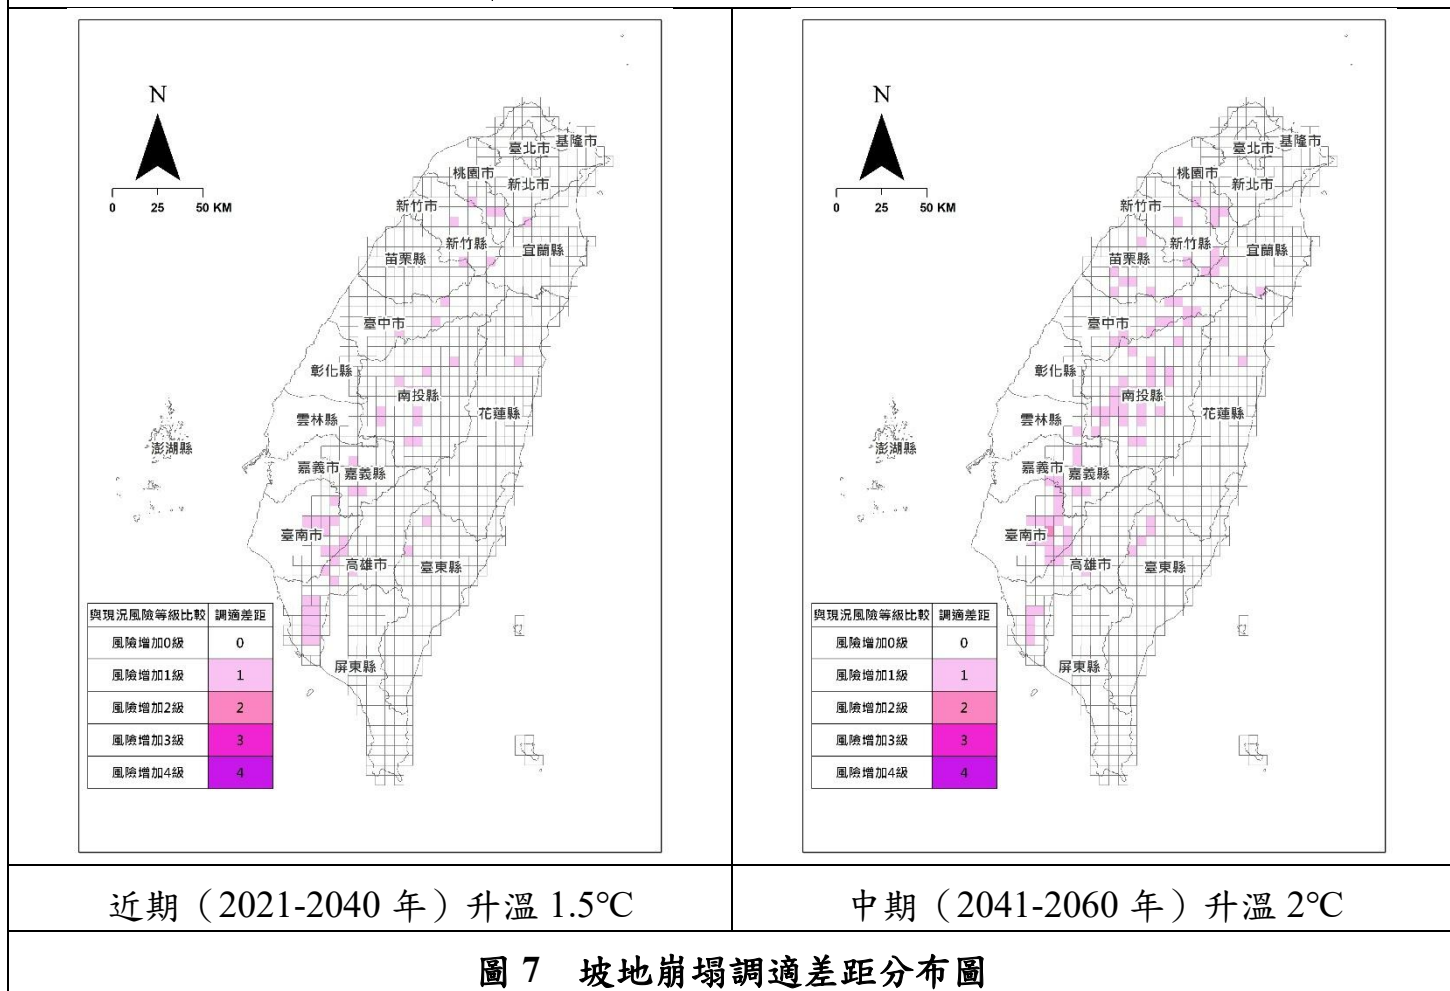 N
0 25 50 KM
基隆市
臺北市
桃園市
新北市
新竹市
新竹縣
宜蘭縣
苗栗縣
臺中市
彰化縣
南投縣
花蓮縣
雲林縣
澎湖縣
嘉義市
嘉義縣
臺南市
高雄市
臺東縣
屏東縣
與現況風險等級比較 調適差距
風險增加0級 0
風險增加1級 1
風險增加2級 2
風險增加3級 3
風險增加4級 4
N
0 25 50 KM
基隆市
臺北市
桃園市
新北市
新竹市
新竹縣
宜蘭縣
苗栗縣
臺中市
彰化縣
南投縣
花蓮縣
雲林縣
澎湖縣
嘉義市
嘉義縣
臺南市
高雄市
臺東縣
屏東縣
與現況風險等級比較 調適差距
風險增加0級 0
風險增加1級 1
風險增加2級 2
風險增加3級 3
風險增加4級 4
近期（2021-2040 年）升溫 1.5°C
中期（2041-2060 年）升溫 2°C
圖 7 坡地崩塌調適差距分布圖